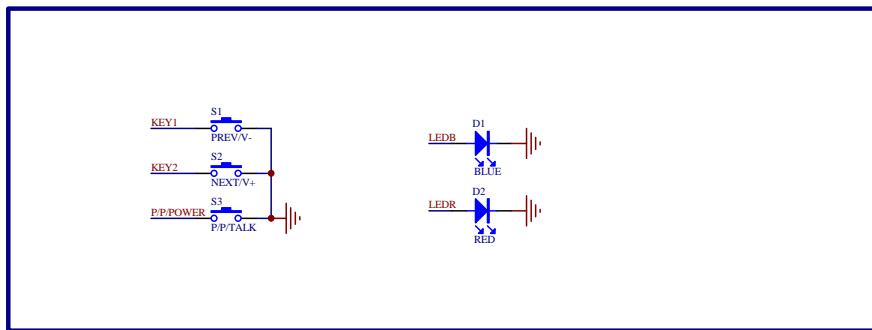 S1
KEY1
PREV/V-
S2
KEY2
NEXT/V+
S3
P/P/POWER
P/P/TALK
D1
LEDB
BLUE
D2
LEDR
RED